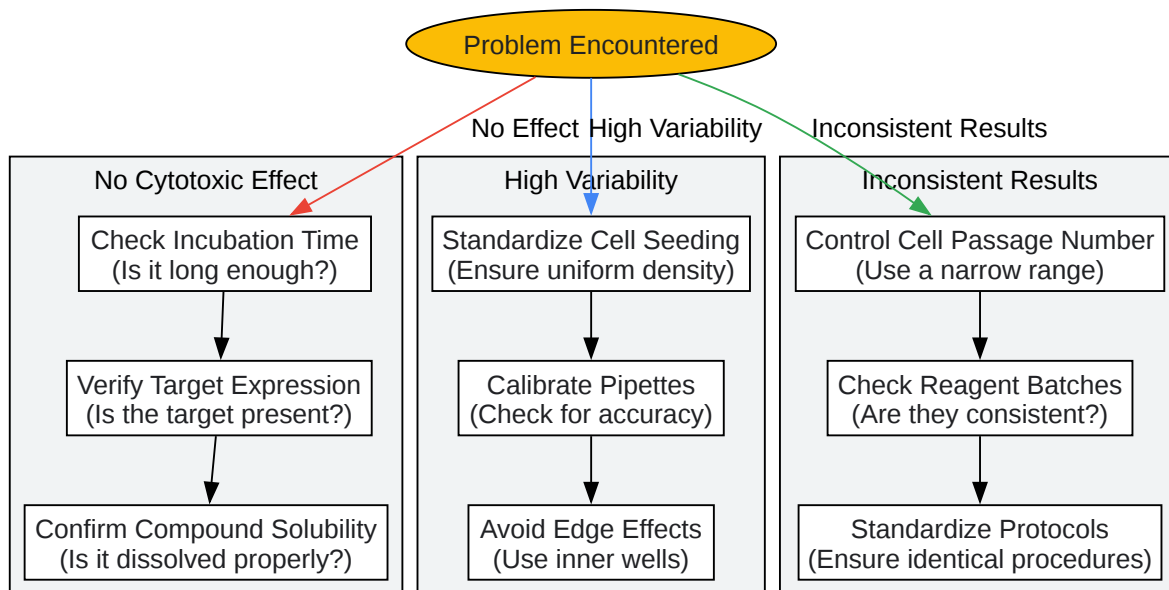 Problem Encountered
No Effect
High Variability
Inconsistent Results
No Cytotoxic Effect
Check Incubation Time
(Is it long enough?)
Verify Target Expression
(Is the target present?)
Confirm Compound Solubility
(Is it dissolved properly?)
High Variability
Standardize Cell Seeding
(Ensure uniform density)
Calibrate Pipettes
(Check for accuracy)
Avoid Edge Effects
(Use inner wells)
Inconsistent Results
Control Cell Passage Number
(Use a narrow range)
Check Reagent Batches
(Are they consistent?)
Standardize Protocols
(Ensure identical procedures)